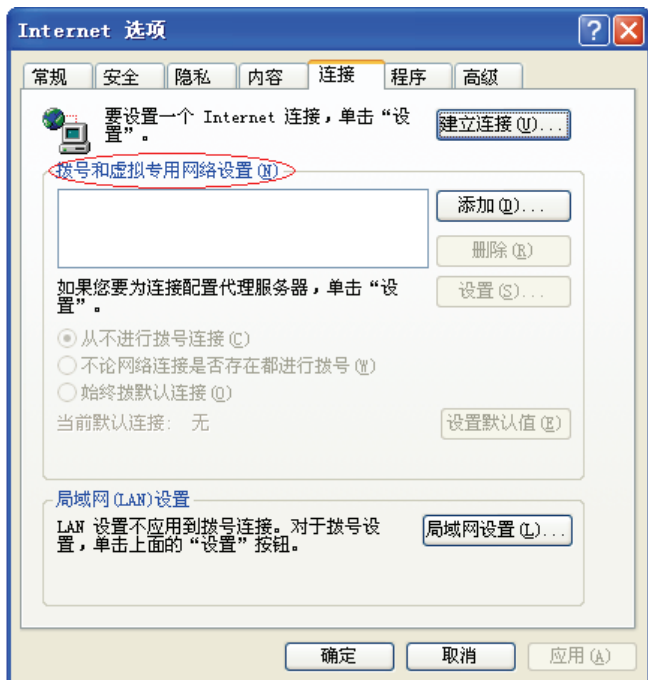 Internet 选项
常规 安全 隐私 内容 连接 程序 高级
要设置一个 Internet 连接，单击“设
置”。
建立连接(U)...
拨号和虚拟专用网络设置(N)
添加(D)...
删除(R)
如果您要为连接配置代理服务器，单击“设
置”。
设置(S)...
从不进行拨号连接(C)
不论网络连接是否存在都进行拨号(W)
始终拨默认连接(O)
当前默认连接: 无
设置默认值(E)
局域网(LAN)设置
LAN 设置不应用到拨号连接。对于拨号设
置，单击上面的“设置”按钮。
局域网设置(L)...
确定 取消 应用(A)